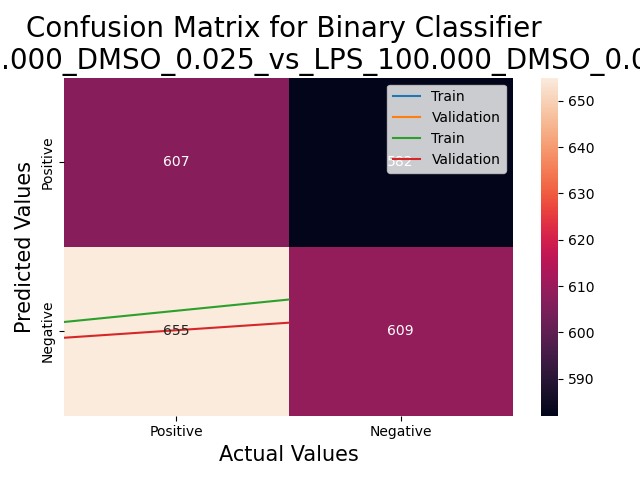 Confusion Matrix for Binary Classifier
.000_DMSO_0.025_vs_LPS_100.000_DMSO_0.0
Train
Validation
Train
Validation
607
582
655
609
Positive
Negative
Predicted Values
Positive
Negative
Actual Values
650
640
630
620
610
600
590